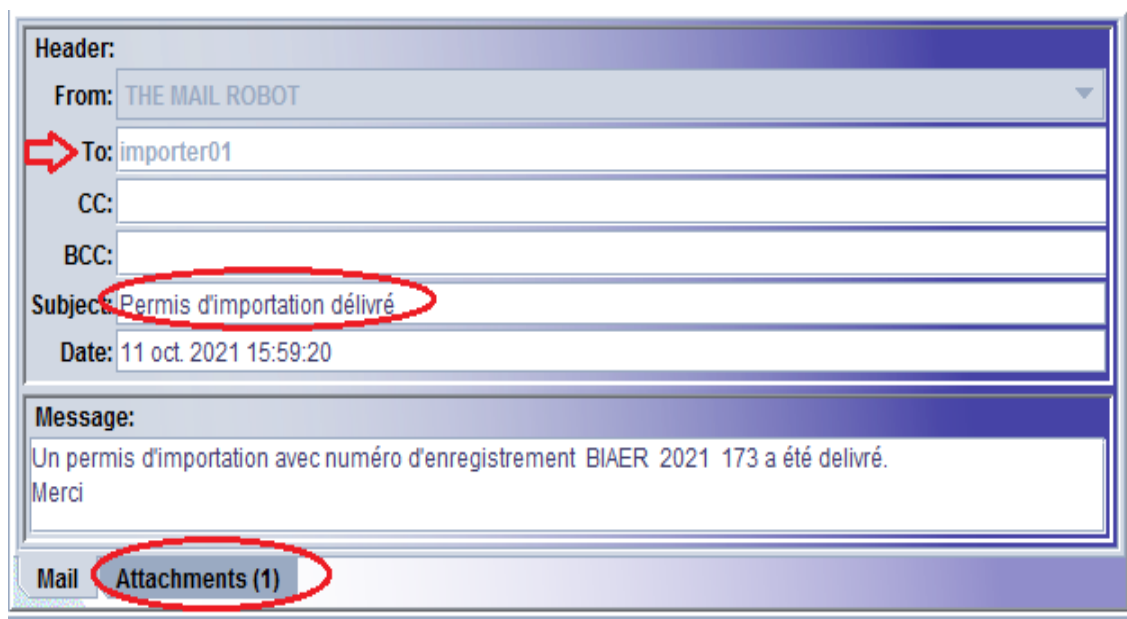 Header:
From: THE MAIL ROBOT
To: importer01
CC:
BCC:
Subject: Permis d'importation délivré
Date: 11 oct. 2021 15:59:20
Message:
Un permis d'importation avec numéro d'enregistrement BIAER 2021 173 a été delivré.
Merci
Mail Attachments (1)